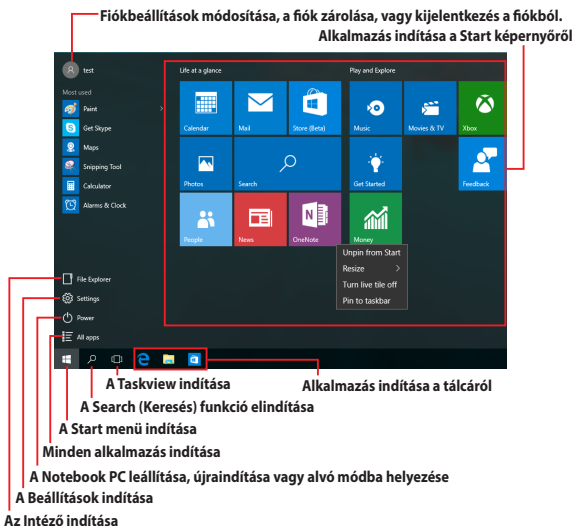 Fiókbeállítások módosítása, a fiók zárolása, vagy kijelentkezés a fiókból.
Alkalmazás indítása a Start képernyőről
test
Life at a glance
Play and Explore
Most used
Paint
Get Skype
Maps
Snipping Tool
Calculator
Alarms & Clock
Calendar
Mail
Store (Beta)
Music
Movies & TV
Xbox
Photos
Search
Get Started
Feedback
People
News
OneNote
Money
Unpin from Start
Resize
Turn live tile off
Pin to taskbar
File Explorer
Settings
Power
All apps
A Taskview indítása
Alkalmazás indítása a tálcáról
A Search (Keresés) funkció elindítása
A Start menü indítása
Minden alkalmazás indítása
A Notebook PC leállítása, újraindítása vagy alvó módba helyezése
A Beállítások indítása
Az Intéző indítása